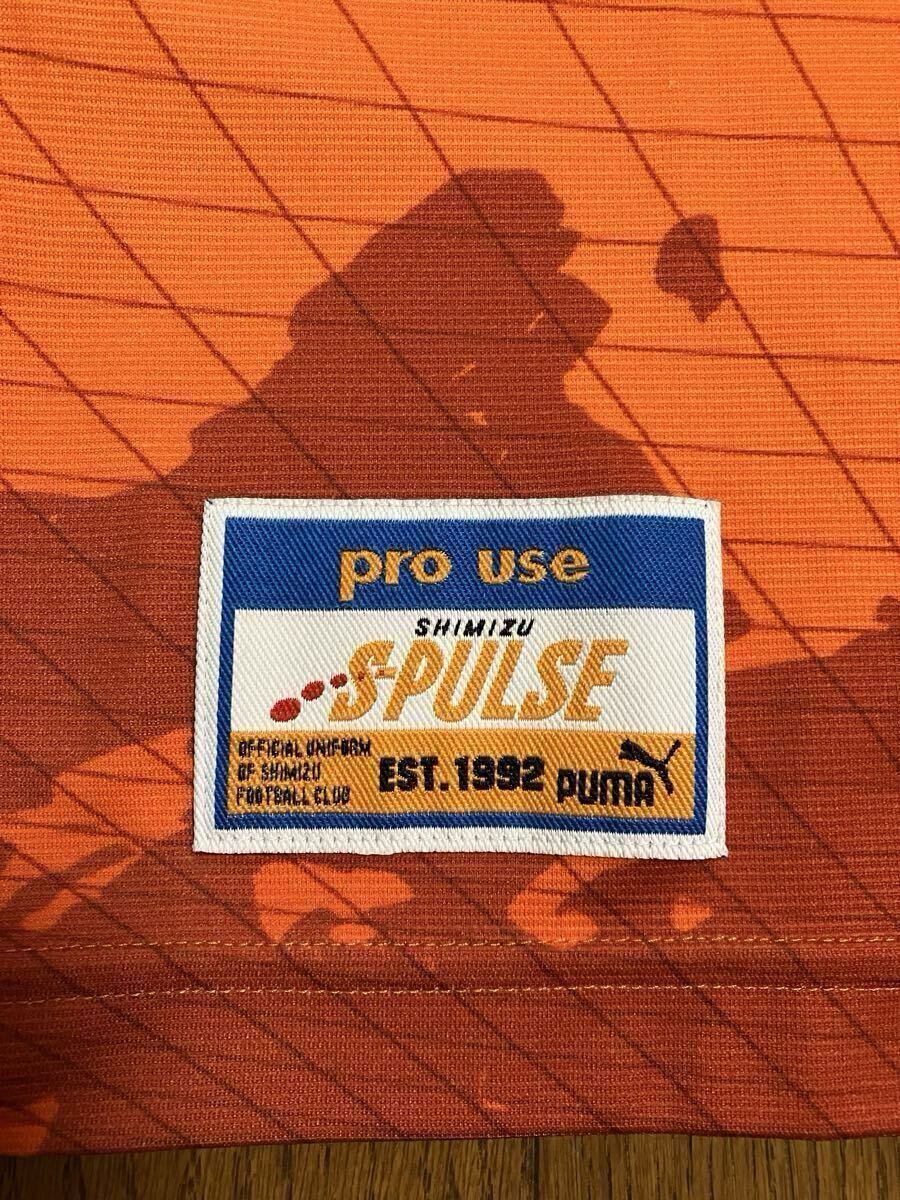 pro use
SHIMIZU
S-PULSE
OFFICIAL UNIFORM
OF SHIMIZU
FOOTBALL CLUB
EST. 1992
PUMA